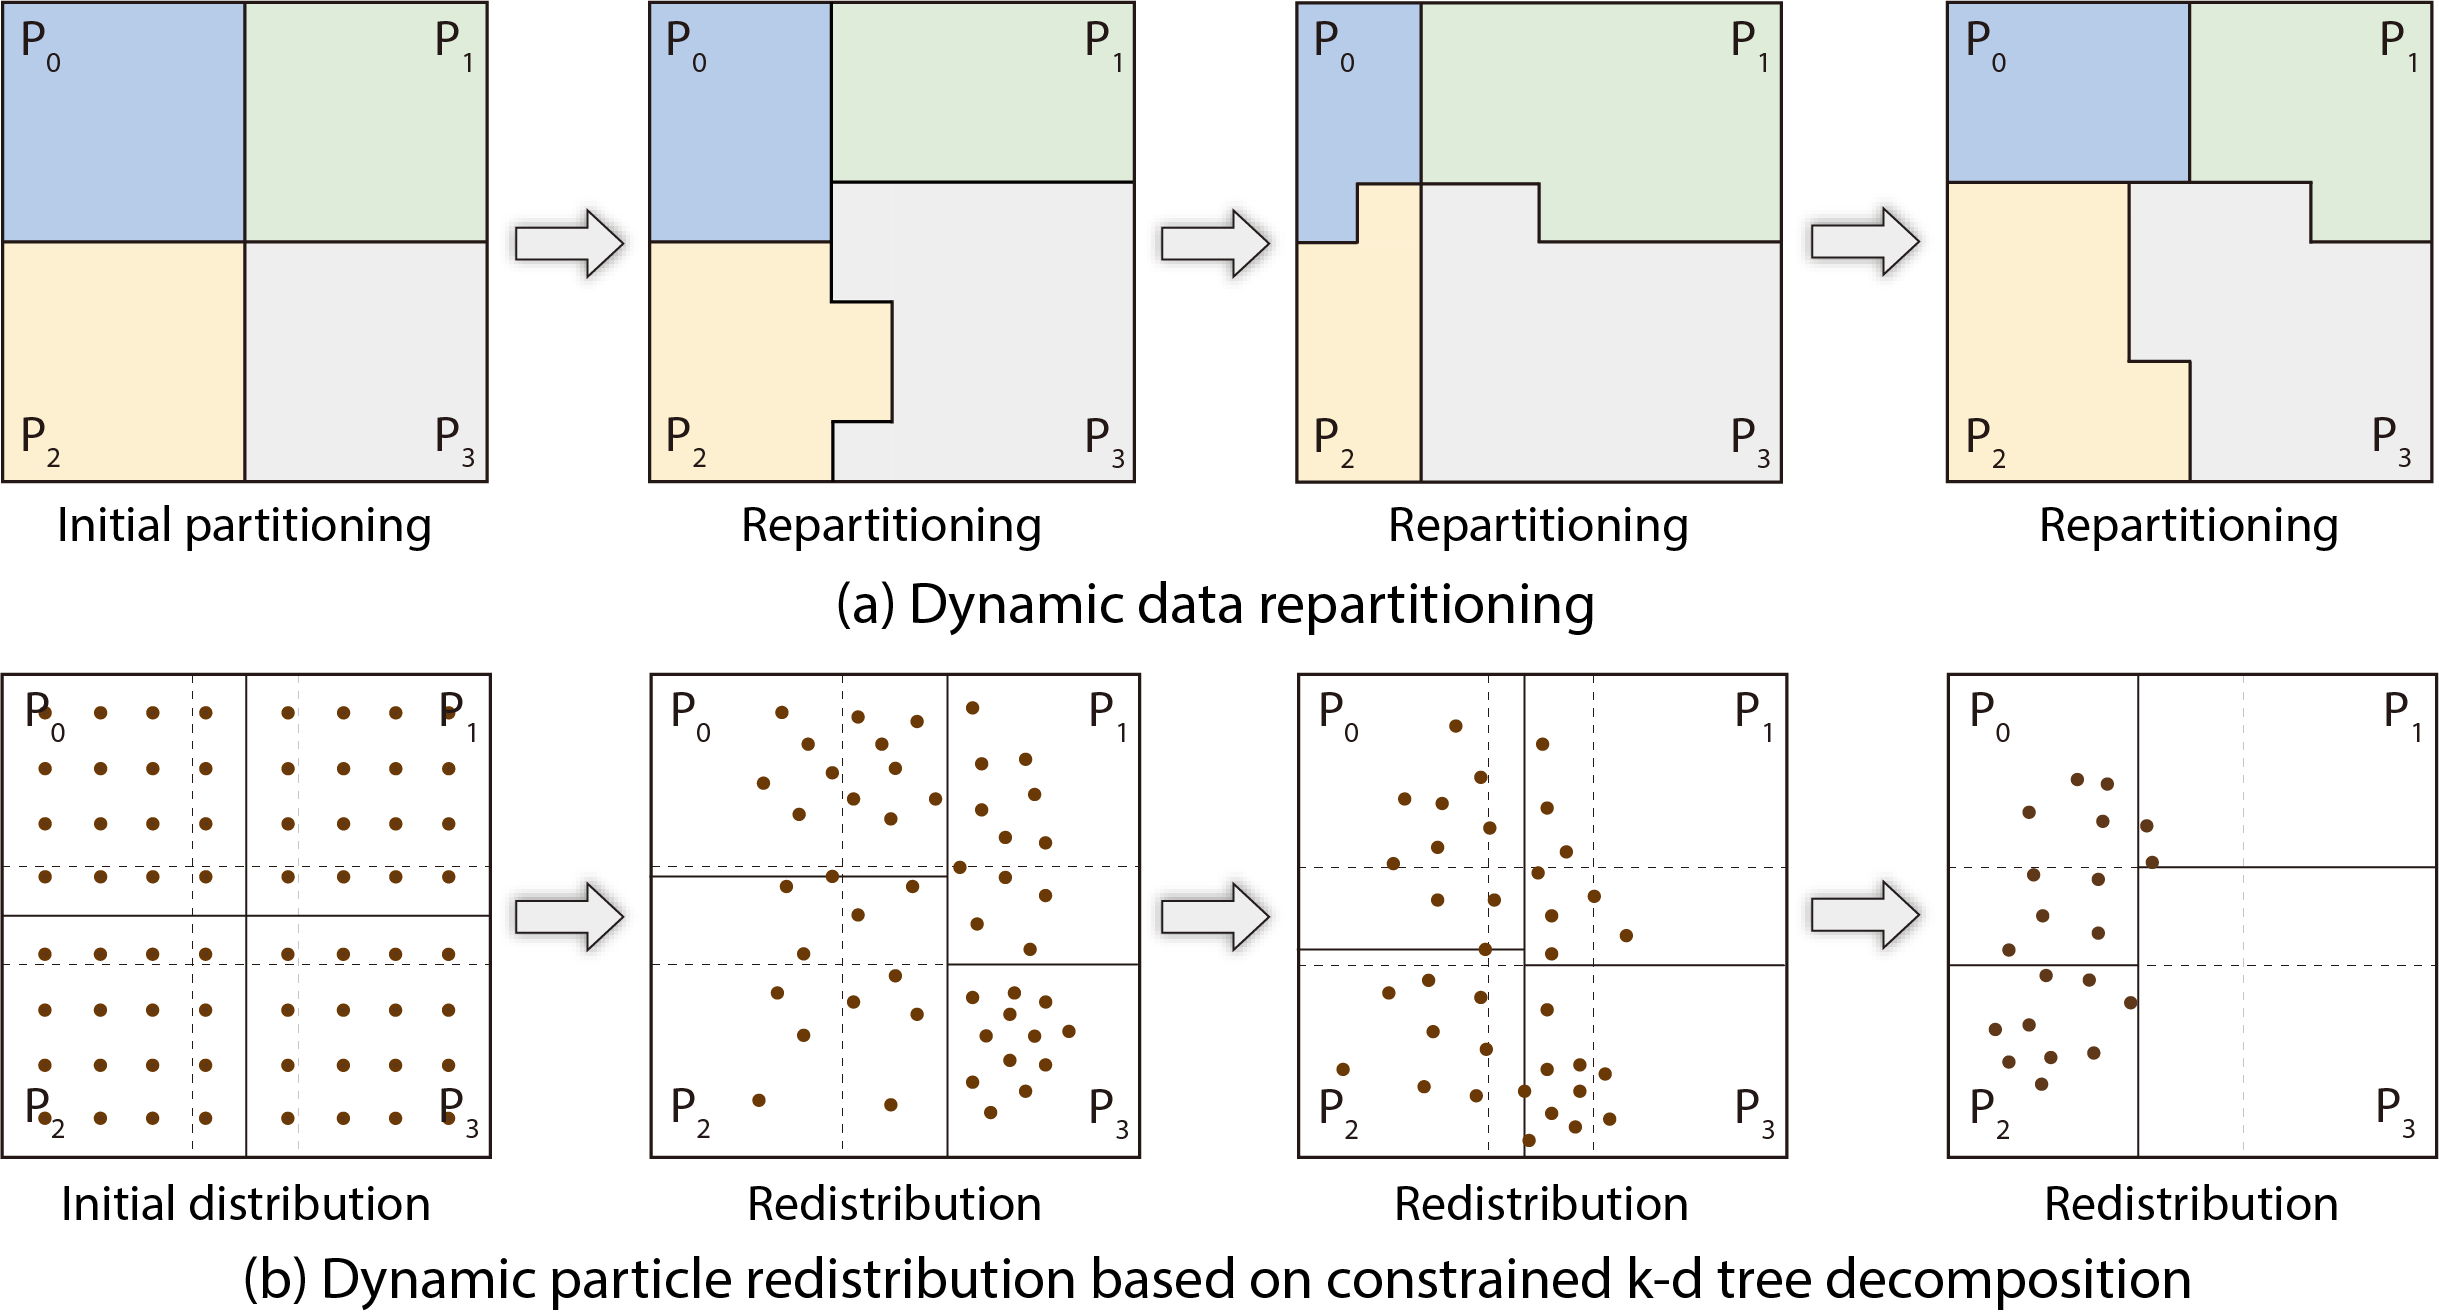 P0 P1 P0 P1 P0 P1 P0 P1
P2 P3 P2 P3 P2 P3 P2 P3
Initial partitioning Repartitioning Repartitioning Repartitioning
(a) Dynamic data repartitioning
P0 P1 P0 P1 P0 P1 P0 P1
P2 P3 P2 P3 P2 P3 P2 P3
Initial distribution Redistribution Redistribution Redistribution
(b) Dynamic particle redistribution based on constrained k-d tree decomposition